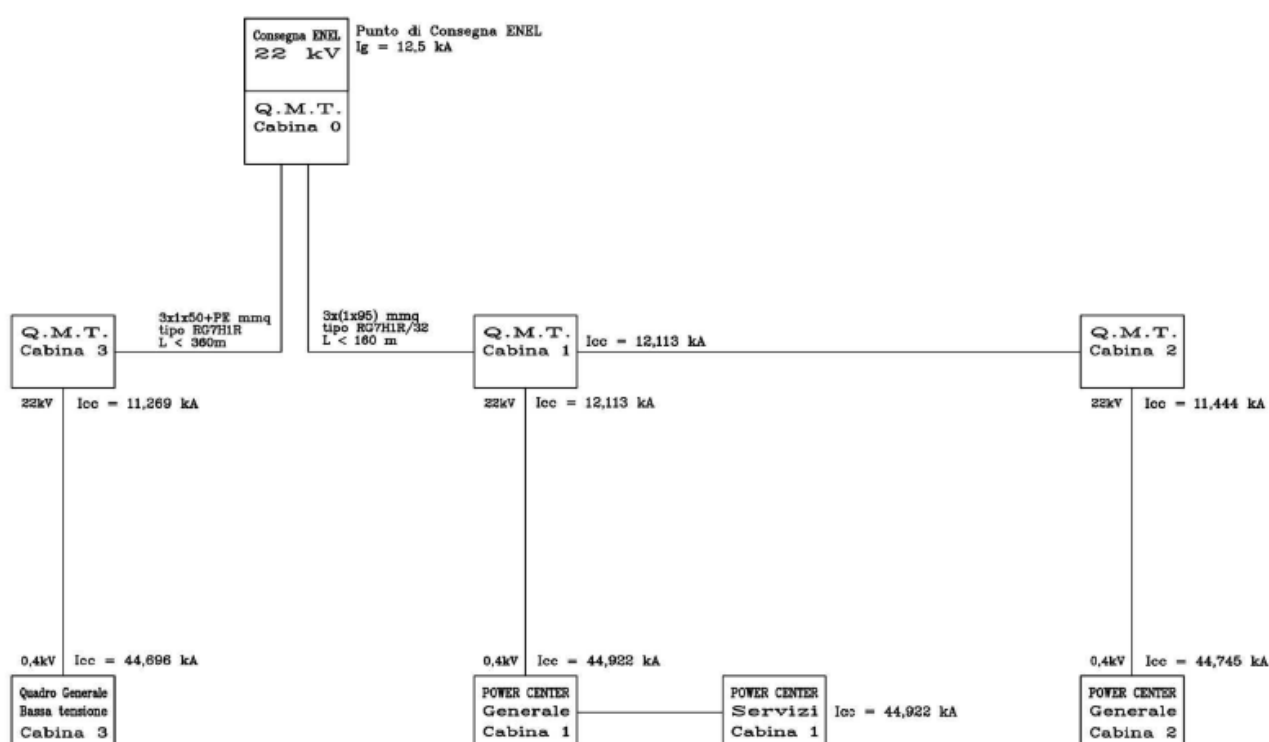 Consegna ENEL
22 kV
Punto di Consegna ENEL
Ig = 12,5 kA
Q.M.T.
Cabina 0
3x1x50+PE mmq
tipo RG7H1R
L < 360m
3x(1x95) mmq
tipo RG7H1R/32
L < 160 m
Q.M.T.
Cabina 3
Q.M.T.
Cabina 1
Icc = 12,113 kA
Q.M.T.
Cabina 2
22kV Icc = 11,269 kA
22kV Icc = 12,113 kA
22kV Icc = 11,444 kA
0,4kV Icc = 44,696 kA
0,4kV Icc = 44,922 kA
0,4kV Icc = 44,745 kA
Quadro Generale
Bassa tensione
Cabina 3
POWER CENTER
Generale
Cabina 1
POWER CENTER
Servizi
Cabina 1
Icc = 44,922 kA
POWER CENTER
Generale
Cabina 2